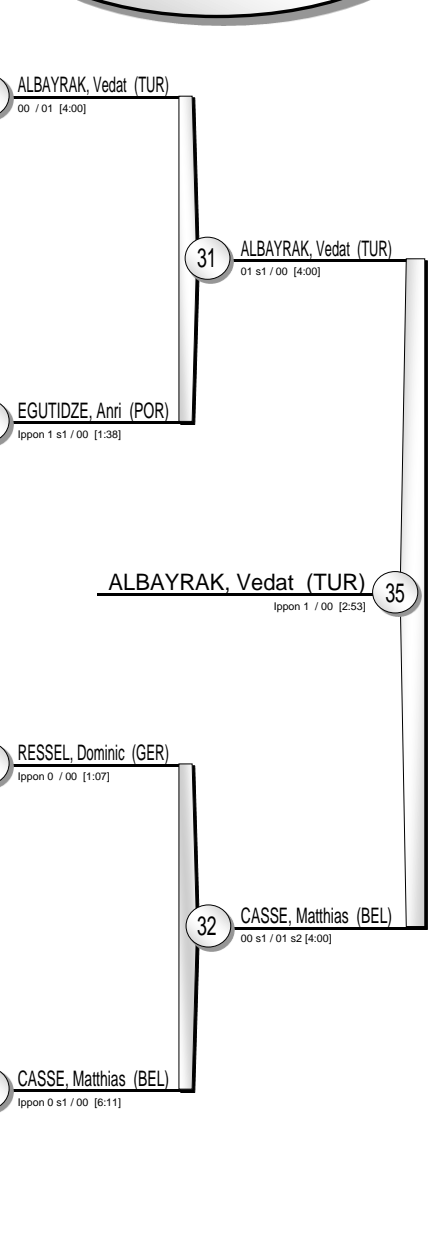 ALBAYRAK, Vedat (TUR)
00 / 01 [4:00]
31
ALBAYRAK, Vedat (TUR)
01 s1 / 00 [4:00]
EGUTIDZE, Anri (POR)
Ippon 1 s1 / 00 [1:38]
ALBAYRAK, Vedat (TUR)
35
Ippon 1 / 00 [2:53]
RESSEL, Dominic (GER)
Ippon 0 / 00 [1:07]
32
CASSE, Matthias (BEL)
00 s1 / 01 s2 [4:00]
CASSE, Matthias (BEL)
Ippon 0 s1 / 00 [6:11]